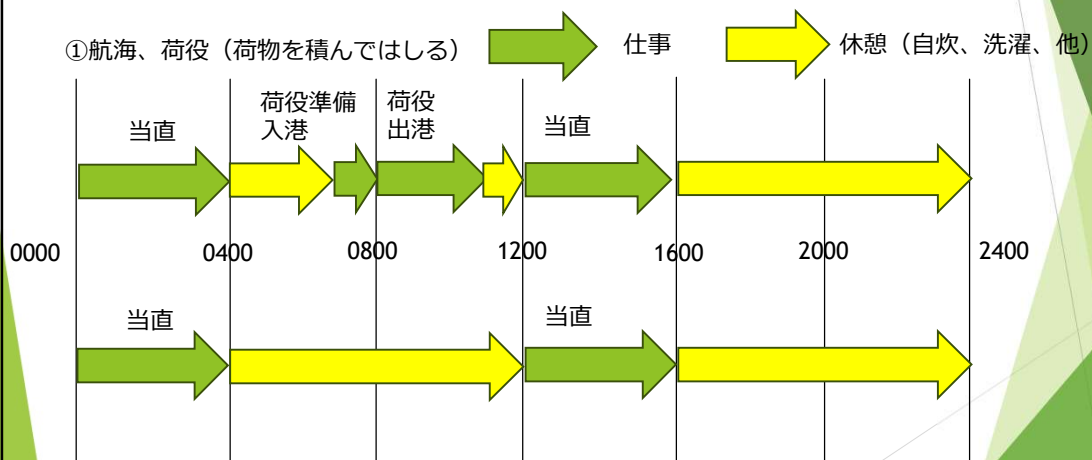 ①航海、荷役（荷物を積んではしる）
仕事
休憩（自炊、洗濯、他）
当直
荷役準備
入港
荷役
出港
当直
0000
0400
0800
1200
1600
2000
2400
当直
当直